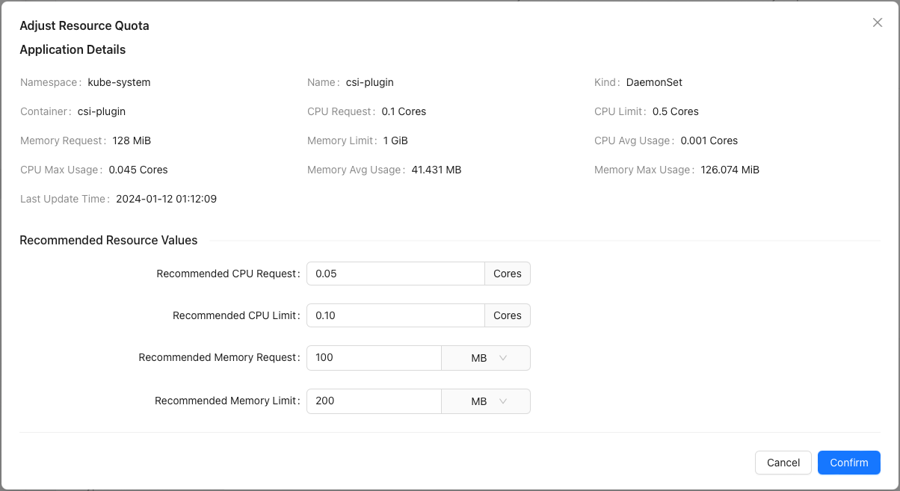 Adjust Resource Quota
Application Details
Namespace: kube-system Name: csi-plugin Kind: DaemonSet
Container: csi-plugin CPU Request: 0.1 Cores CPU Limit: 0.5 Cores
Memory Request: 128 MiB Memory Limit: 1 GiB CPU Avg Usage: 0.001 Cores
CPU Max Usage: 0.045 Cores Memory Avg Usage: 41.431 MB Memory Max Usage: 126.074 MiB
Last Update Time: 2024-01-12 01:12:09
Recommended Resource Values
Recommended CPU Request: 0.05 Cores
Recommended CPU Limit: 0.10 Cores
Recommended Memory Request: 100 MB
Recommended Memory Limit: 200 MB
Cancel Confirm